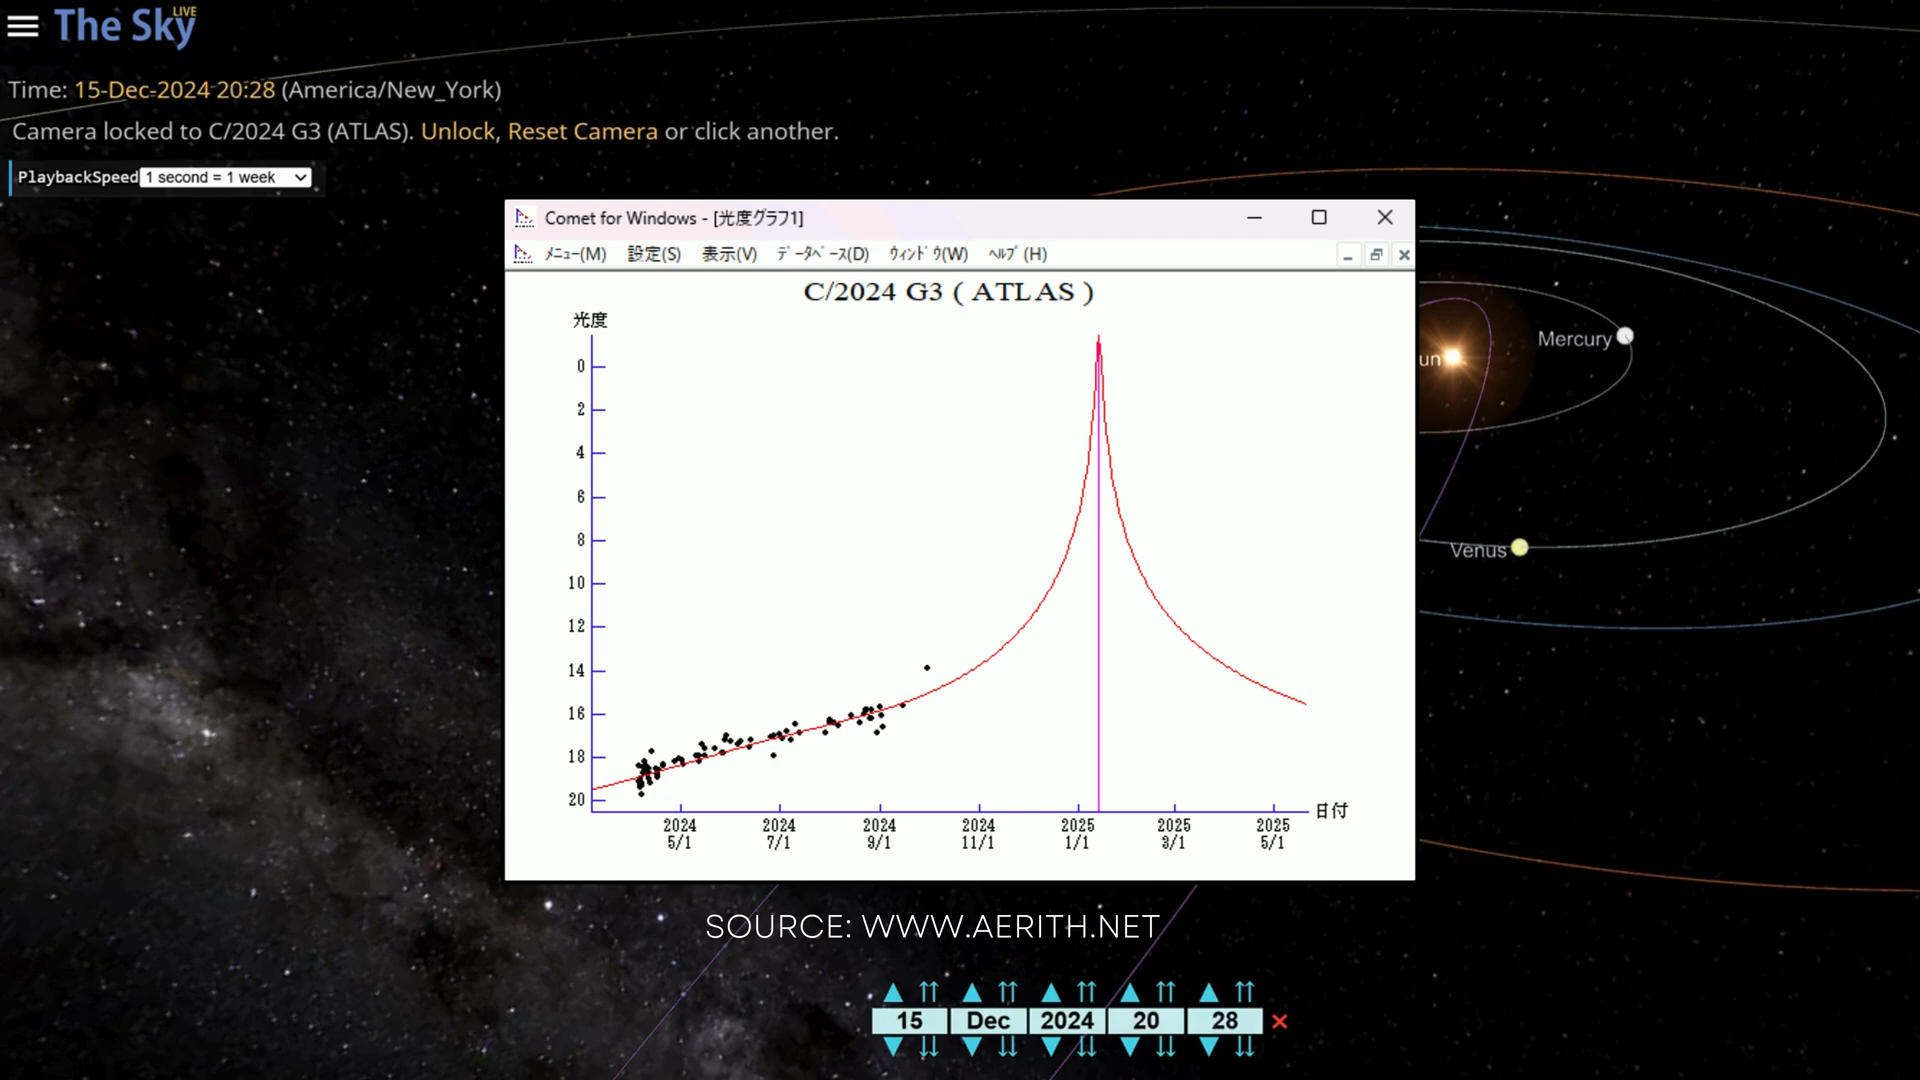 The Sky LIVE
Time: 15-Dec-2024 20:28 (America/New_York)
Camera locked to C/2024 G3 (ATLAS). Unlock, Reset Camera or click another.
PlaybackSpeed 1 second = 1 week
Comet for Windows - [光度グラフ1]
ﾒﾆｭｰ(M) 設定(S) 表示(V) ﾃﾞｰﾀﾍﾞｰｽ(D) ｳｨﾝﾄﾞｳ(W) ﾍﾙﾌﾟ(H)
C/2024 G3 ( ATLAS )
光度
0
2
4
6
8
10
12
14
16
18
20
日付
2024 2024 2024 2024 2025 2025 2025
5/1 7/1 9/1 11/1 1/1 3/1 5/1
un
Mercury
Venus
SOURCE: WWW.AERITH.NET
15 Dec 2024 20 28